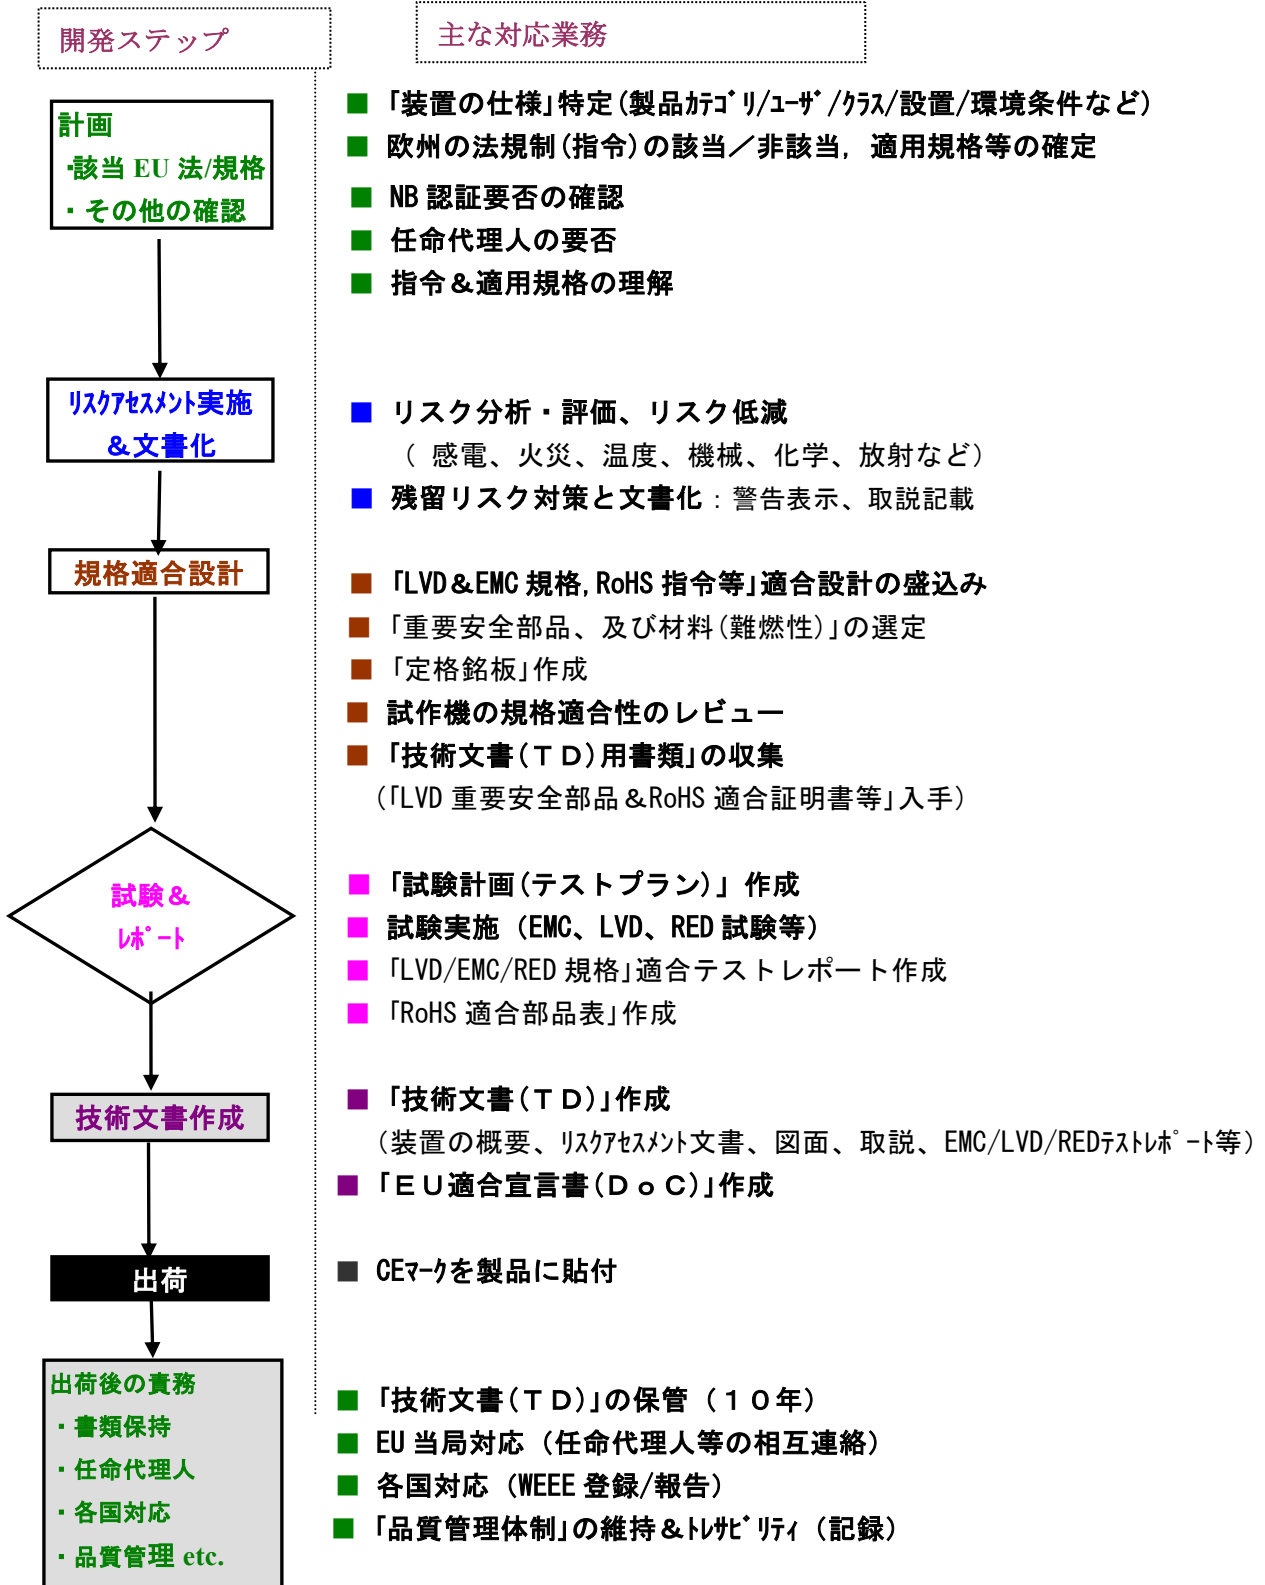 開発ステップ
主な対応業務
計画
・該当 EU 法/規格
・その他の確認
■ 「装置の仕様」特定(製品ｶﾃｺﾞﾘ/ﾕｰｻﾞ/ｸﾗｽ/設置/環境条件など)
■ 欧州の法規制(指令)の該当／非該当, 適用規格等の確定
■ NB 認証要否の確認
■ 任命代理人の要否
■ 指令＆適用規格の理解
ﾘｽｸｱｾｽﾒﾝﾄ実施
＆文書化
■ リスク分析・評価、リスク低減
( 感電、火災、温度、機械、化学、放射など)
■ 残留リスク対策と文書化：警告表示、取説記載
規格適合設計
■ 「LVD＆EMC 規格, RoHS 指令等」適合設計の盛込み
■ 「重要安全部品、及び材料(難燃性)」の選定
■ 「定格銘板」作成
■ 試作機の規格適合性のレビュー
■ 「技術文書(ＴＤ)用書類」の収集
(「LVD 重要安全部品＆RoHS 適合証明書等」入手)
試験＆
ﾚﾎﾟｰﾄ
■ 「試験計画(テストプラン)」作成
■ 試験実施 (EMC、LVD、RED 試験等)
■ 「LVD/EMC/RED 規格」適合テストレポート作成
■ 「RoHS 適合部品表」作成
技術文書作成
■ 「技術文書(ＴＤ)」作成
(装置の概要、ﾘｽｸｱｾｽﾒﾝﾄ文書、図面、取説、EMC/LVD/REDﾃｽﾄﾚﾎﾟｰﾄ等)
■ 「ＥＵ適合宣言書(ＤｏＣ)」作成
出荷
■ CEﾏｰｸを製品に貼付
出荷後の責務
・書類保持
・任命代理人
・各国対応
・品質管理 etc.
■ 「技術文書(ＴＤ)」の保管 (１０年)
■ EU 当局対応 (任命代理人等の相互連絡)
■ 各国対応 (WEEE 登録/報告)
■ 「品質管理体制」の維持＆ﾄﾚｻﾋﾞﾘﾃｨ (記録)